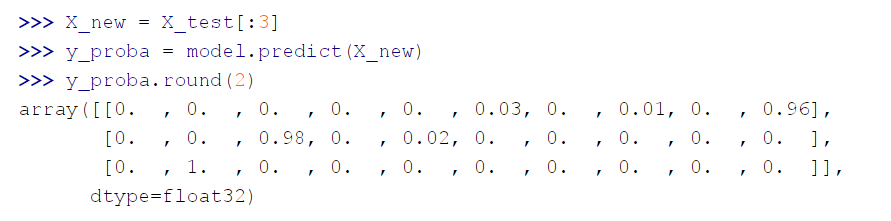 >>> X_new = X_test[:3]
>>> y_proba = model.predict(X_new)
>>> y_proba.round(2)
array([[0.  , 0.  , 0.  , 0.  , 0.  , 0.03, 0.  , 0.01, 0.  , 0.96],
       [0.  , 0.  , 0.98, 0.  , 0.02, 0.  , 0.  , 0.  , 0.  , 0.  ],
       [0.  , 1.  , 0.  , 0.  , 0.  , 0.  , 0.  , 0.  , 0.  , 0.  ]],
      dtype=float32)